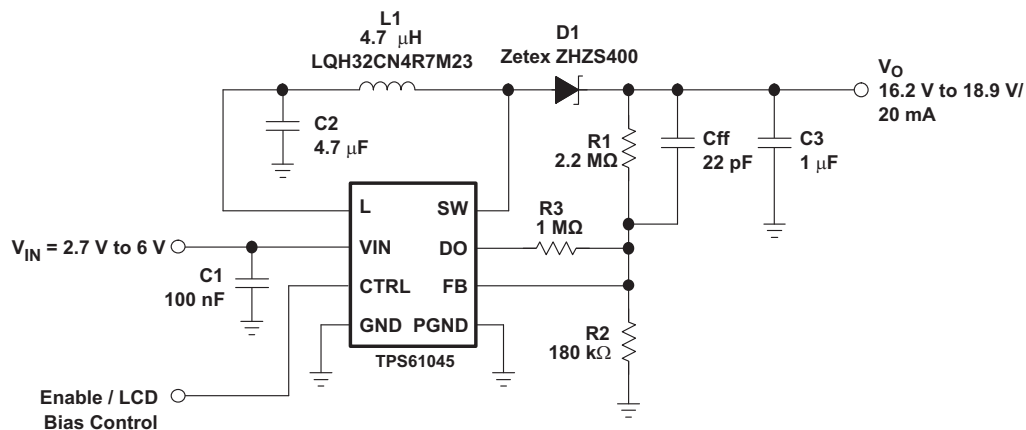 L1
4.7 μH
LQH32CN4R7M23
D1
Zetex ZHZS400
VO
16.2 V to 18.9 V/
20 mA
C2
4.7 μF
R1
2.2 MΩ
Cff
22 pF
C3
1 μF
L
SW
R3
1 MΩ
VIN = 2.7 V to 6 V
VIN
DO
C1
100 nF
CTRL
FB
GND
PGND
R2
180 kΩ
TPS61045
Enable / LCD
Bias Control